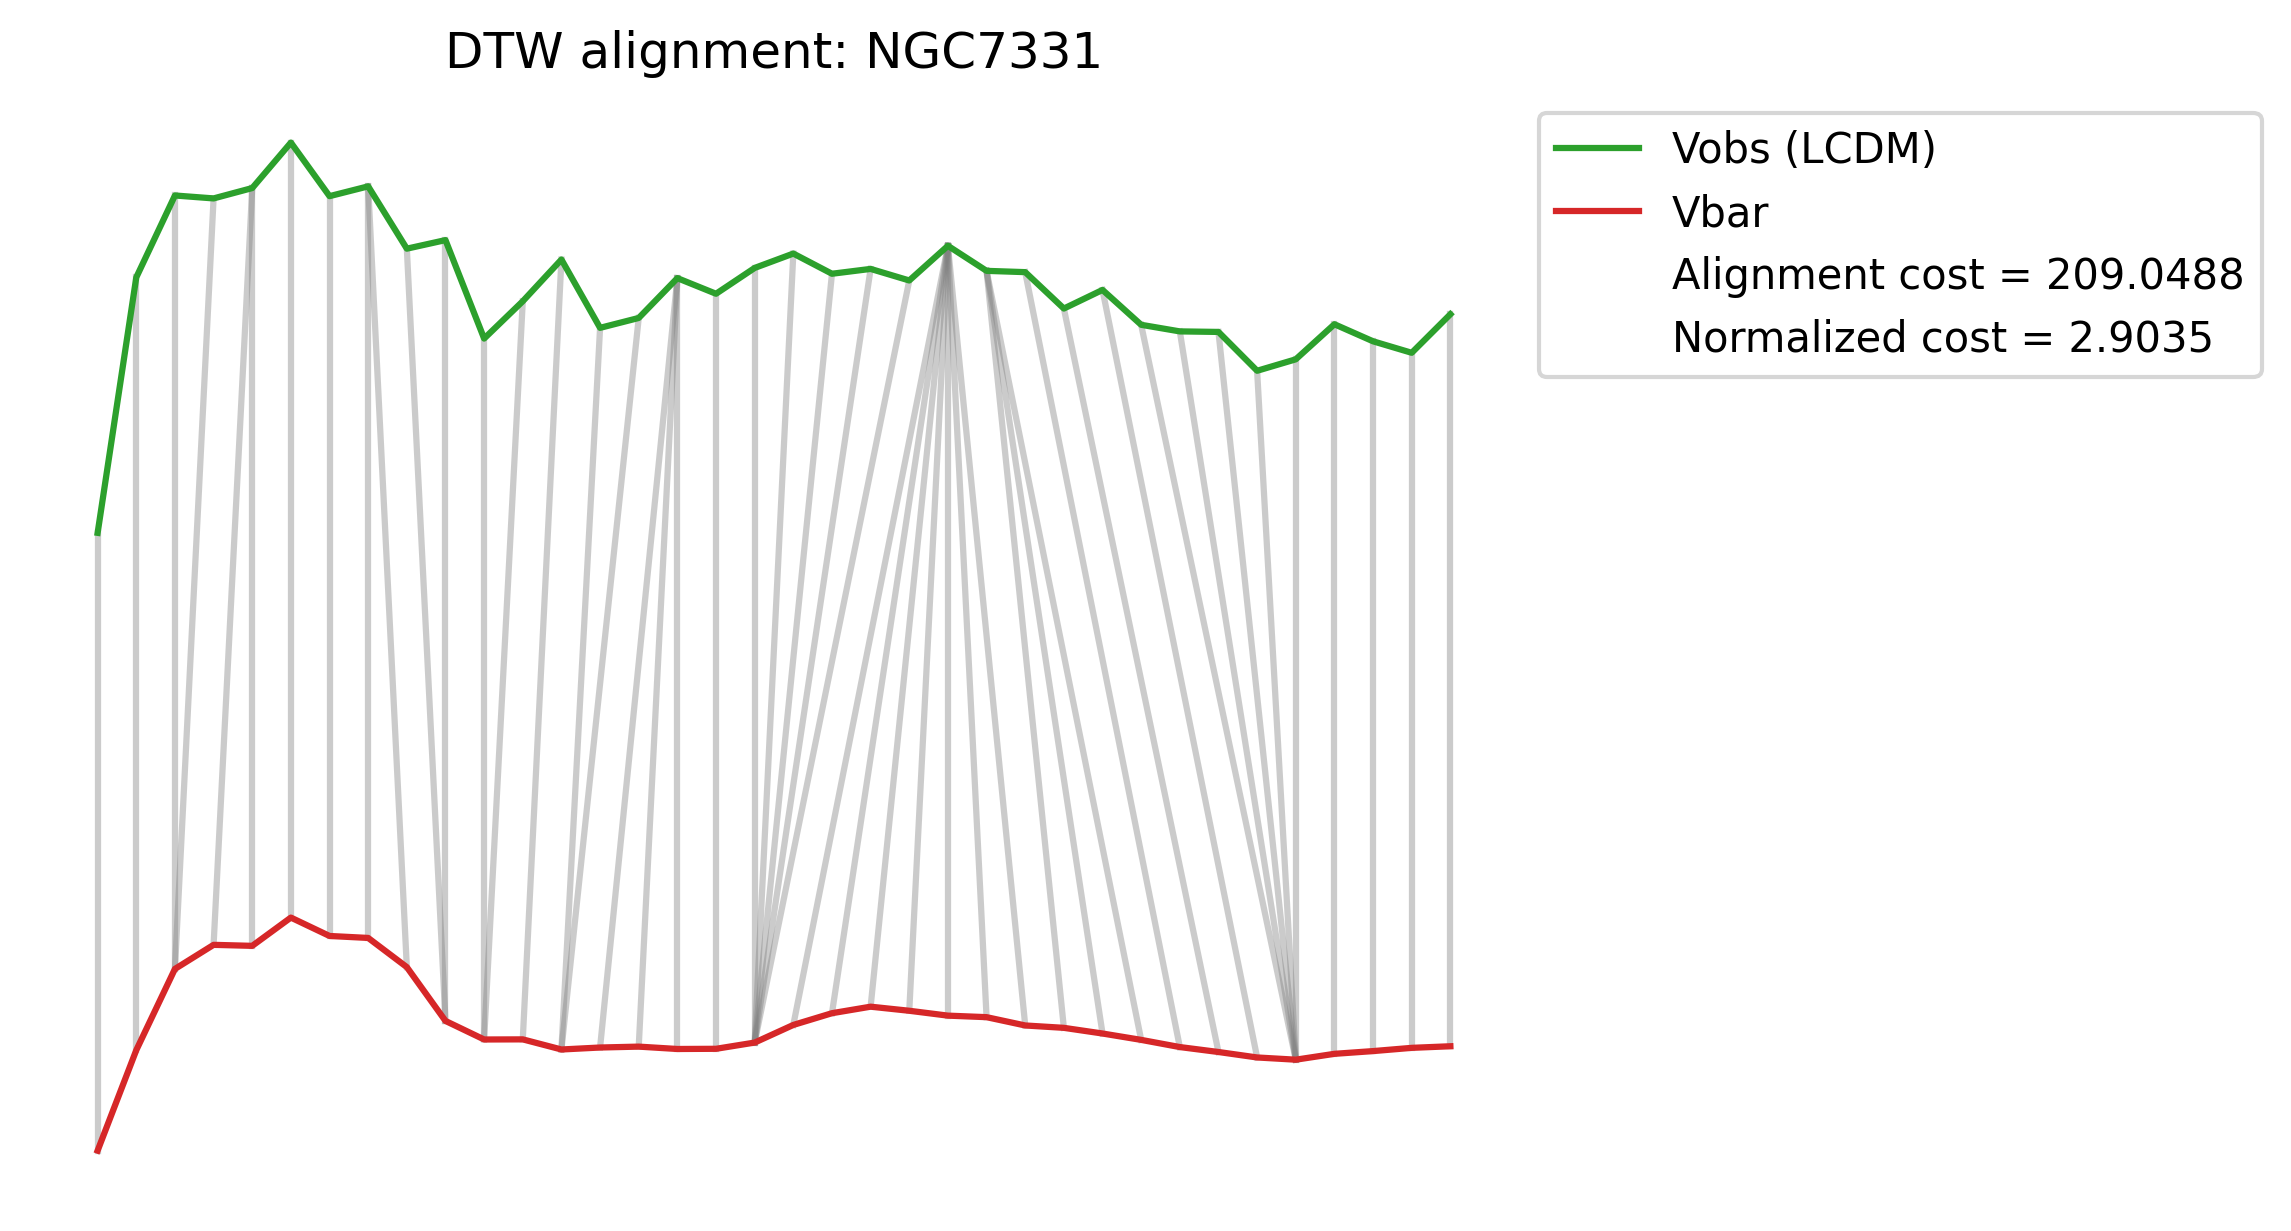 DTW alignment: NGC7331
Vobs (LCDM)
Vbar
Alignment cost = 209.0488
Normalized cost = 2.9035